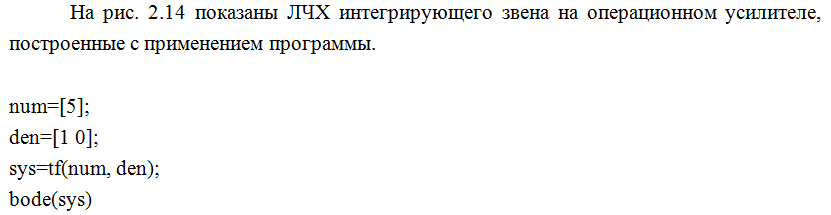 На рис. 2.14 показаны ЛЧХ интегрирующего звена на операционном усилителе,
построенные с применением программы.
num=[5];
den=[1 0];
sys=tf(num, den);
bode(sys)